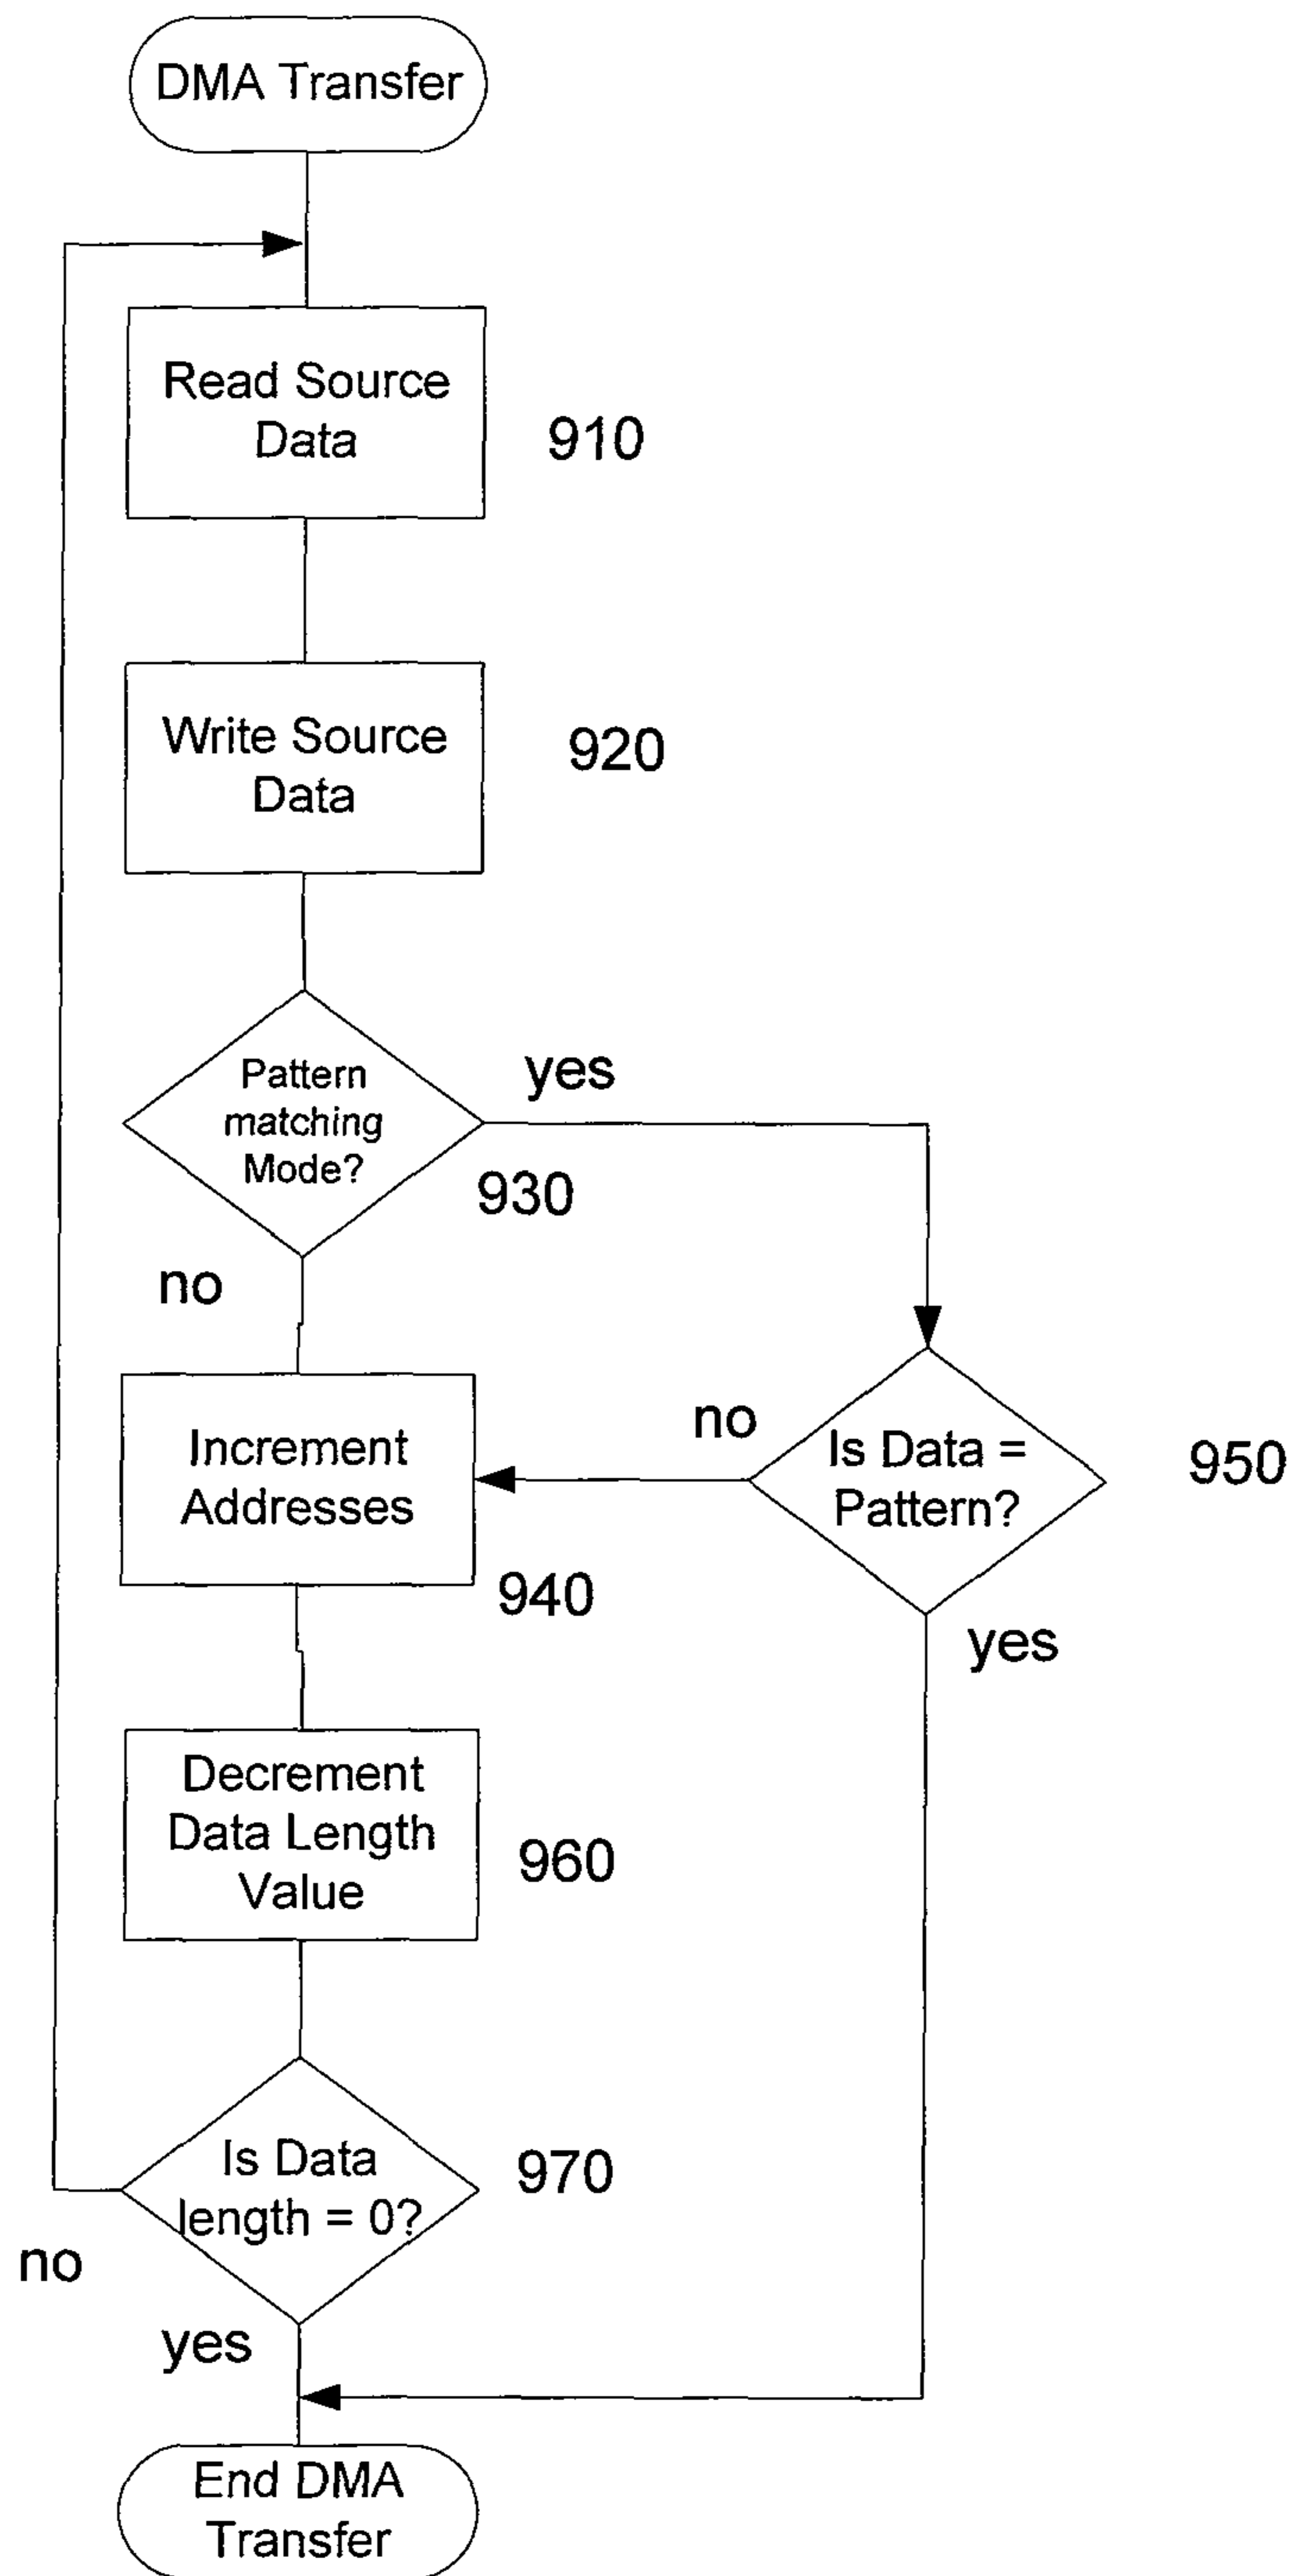 DMA Transfer
Read Source
Data
910
Write Source
Data
920
Pattern
matching
Mode?
yes
930
no
Increment
Addresses
940
no
Is Data =
Pattern?
950
yes
Decrement
Data Length
Value
960
Is Data
length = 0?
970
no
yes
End DMA
Transfer